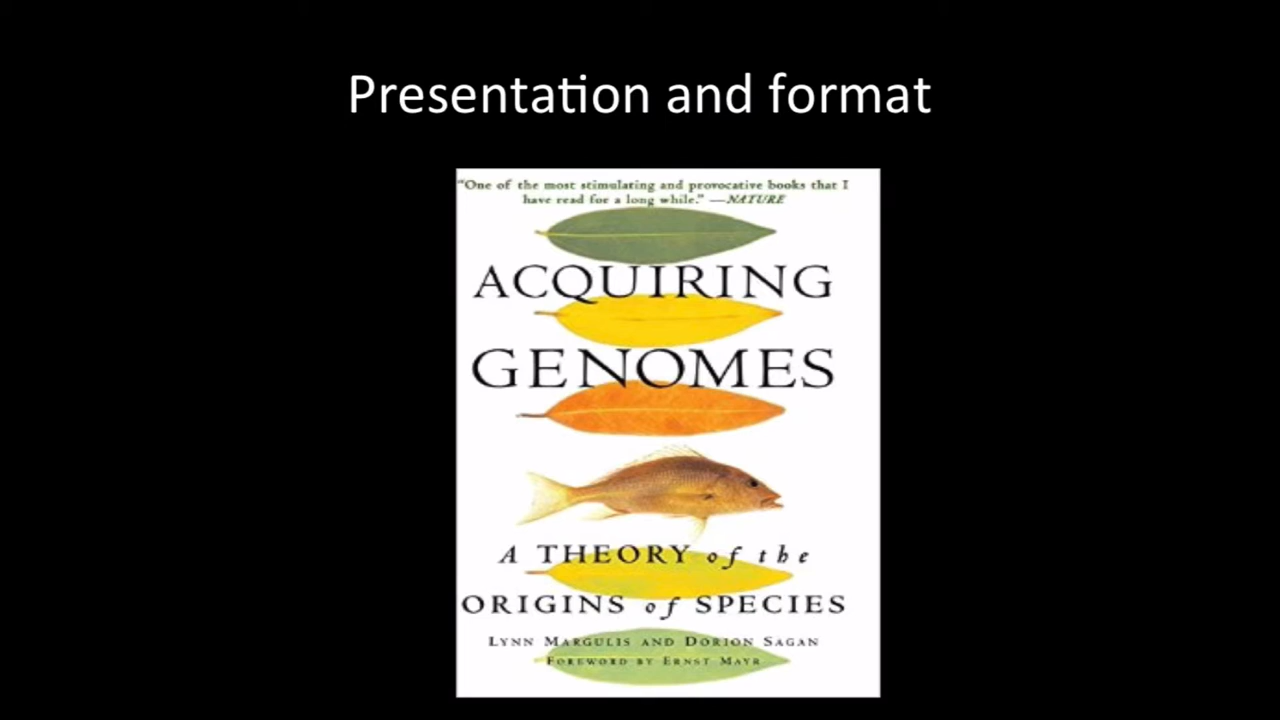 Presentation and format
"One of the most stimulating and provocative books that I
have read for a long while." —NATURE
ACQUIRING
GENOMES
A THEORY of the
ORIGINS of SPECIES
LYNN MARGULIS AND DORION SAGAN
FOREWORD BY ERNST MAYR